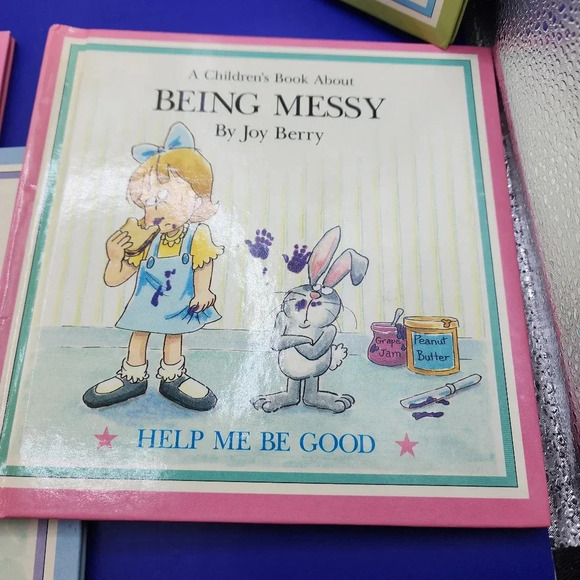 A Children's Book About
BEING MESSY
By Joy Berry
Grape
Jam
Peanut
Butter
HELP ME BE GOOD